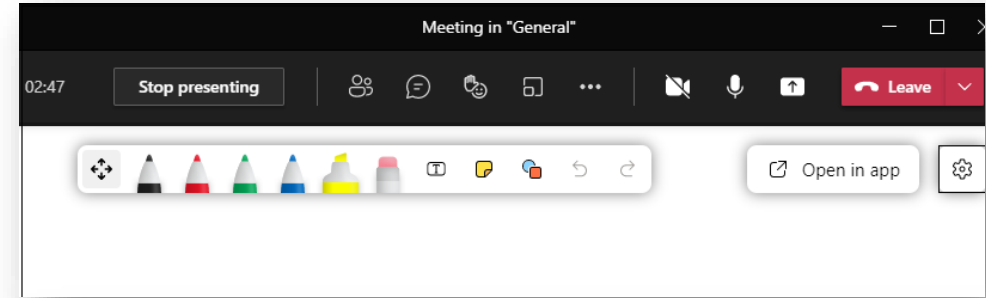 Meeting in "General"
02:47 Stop presenting Leave
T Open in app